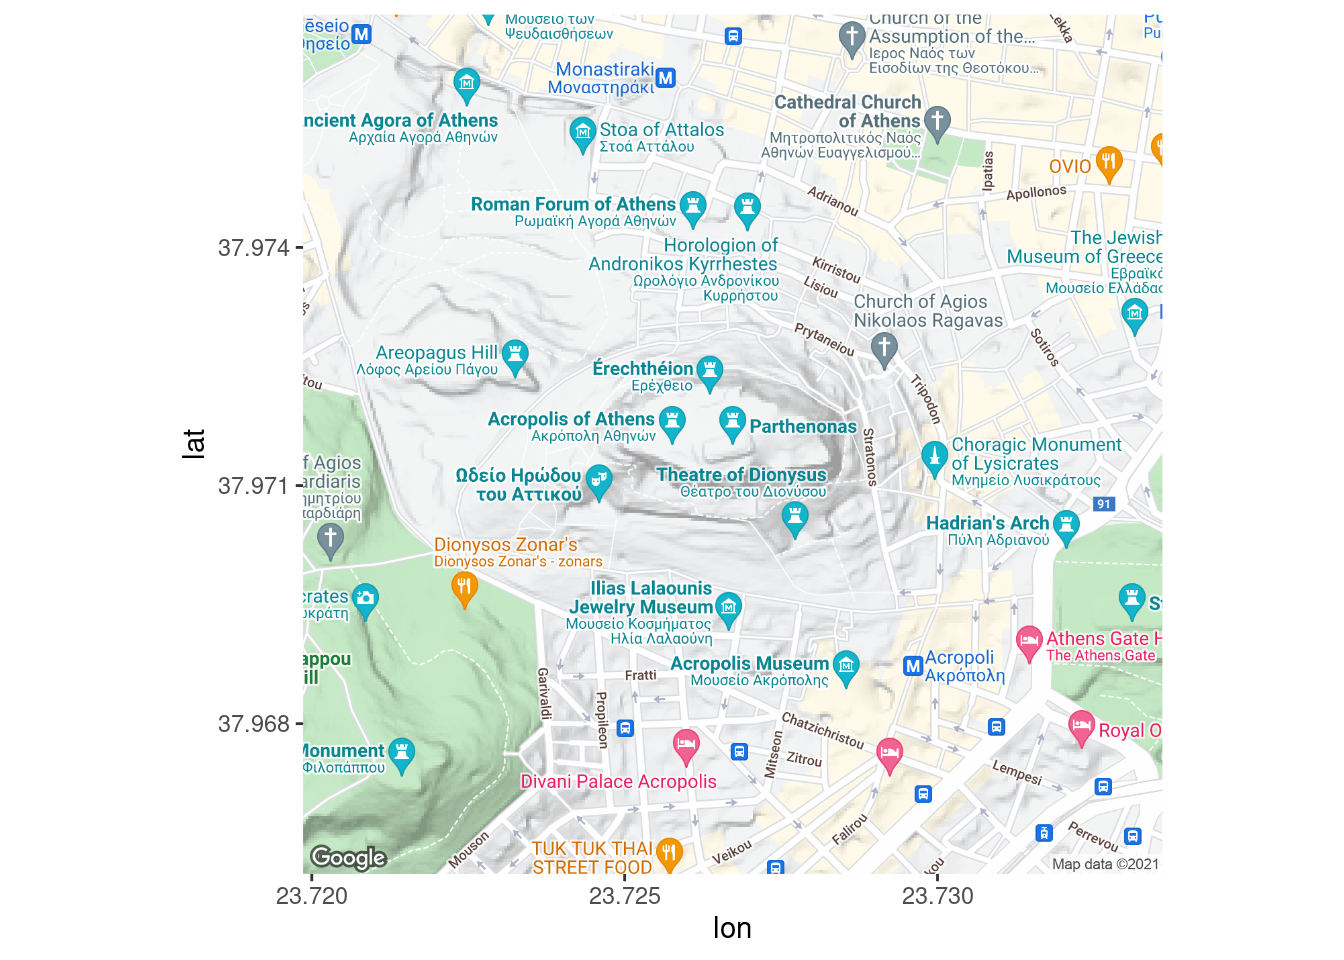 Μουσείο των
Ψευδαισθήσεων
Church of the
Assumption of the...
Ιερος Ναός των
Εισοδίων της Θεοτόκου...
Lekka
Monastiraki
Μοναστηράκι
M
M
Cathedral Church
of Athens
Μητροπολιτικός Ναός
Αθηνών Ευαγγελισμού...
ncient Agora of Athens
Αρχαία Αγορά Αθηνών
Stoa of Attalos
Στοά Αττάλου
OVIO
Ipatias
Apollonos
Adrianou
Roman Forum of Athens
Ρωμαϊκή Αγορά Αθηνών
Horologion of
Andronikos Kyrrhestes
Ωρολόγιο Ανδρονίκου
Κυρρήστου
The Jewish
Museum of Greece
Εβραϊκό
Μουσείο Ελλάδας
37.974
Kirristou
Lisiou
Prytaneiou
Church of Agios
Nikolaos Ragavas
Sotiros
Areopagus Hill
Λόφος Αρείου Πάγου
Érechthéion
Ερέχθειο
Tripodon
Acropolis of Athens
Ακρόπολη Αθηνών
Parthenonas
Stratonos
Choragic Monument
of Lysicrates
Μνημείο Λυσικράτους
lat
f Agios
ardiaris
μητρίου
παρδιάρη
Ωδείο Ηρώδου
του Αττικού
Theatre of Dionysus
Θέατρο του Διονύσου
37.971
91
Hadrian's Arch
Πύλη Αδριανού
Dionysos Zonar's
Dionysos Zonar's - zonars
crates
υκράτη
Ilias Lalaounis
Jewelry Museum
Μουσείο Κοσμήματος
Ηλία Λαλαούνη
St
Athens Gate H
The Athens Gate
appou
ill
Acropolis Museum
Μουσείο Ακρόπολης
M
Acropoli
Ακρόπολη
Fratti
Garivaldi
Propileon
37.968
Chatzichristou
Mitseon
Zitrou
Royal O
Monument
Φιλοπάππου
Divani Palace Acropolis
Lempesi
Falirou
Perrevou
Mouson
TUK TUK THAI
STREET FOOD
Veikou
κου
Google
Map data ©2021
23.720
23.725
23.730
lon